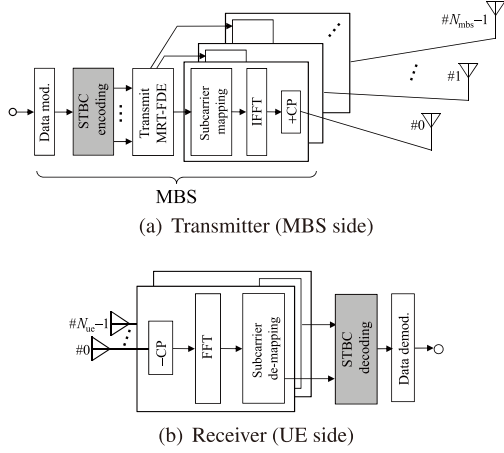 #N_mbs−1
#1
#0
Data mod.
STBC
encoding
Transmit
MRT-FDE
Subcarrier
mapping
IFFT
+CP
MBS
(a) Transmitter (MBS side)
#N_ue−1
#0
−CP
FFT
Subcarrier
de-mapping
STBC
decoding
Data demod.
(b) Receiver (UE side)